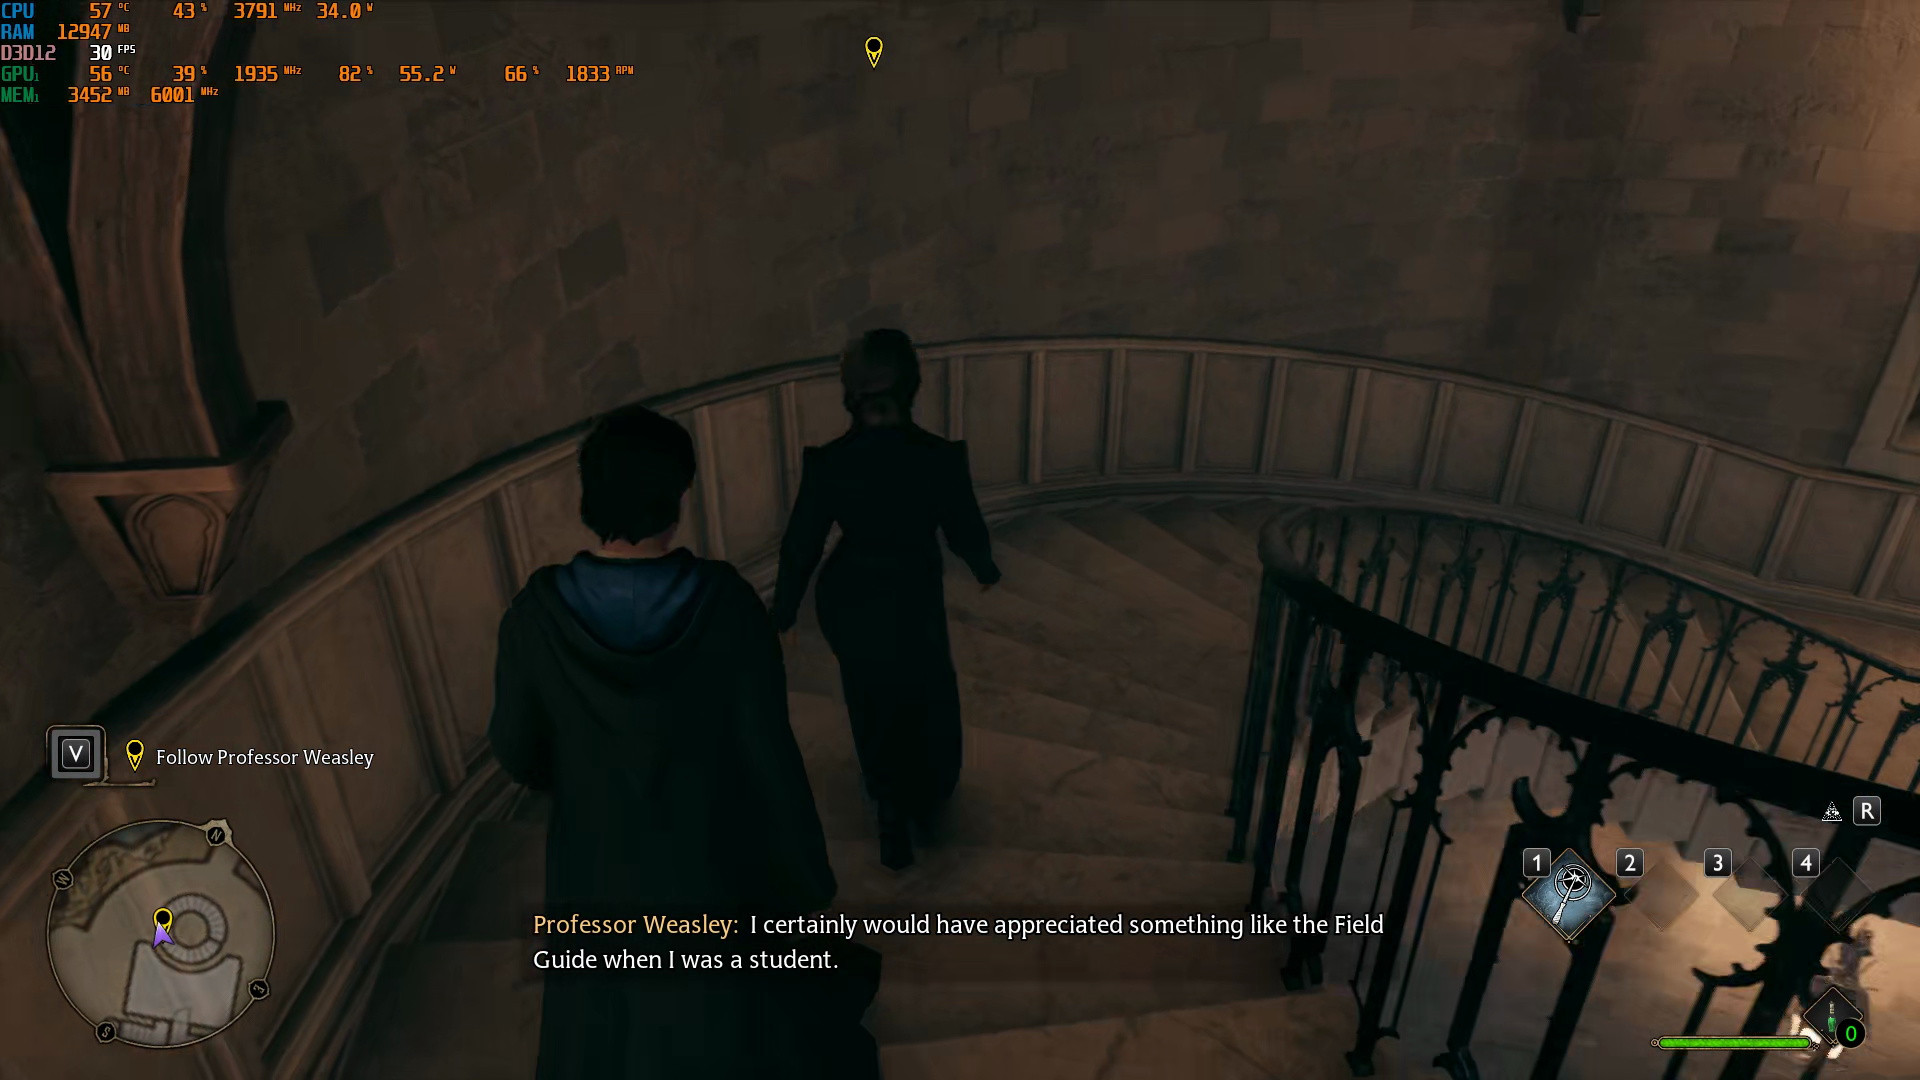 CPU 57 °C 43 % 3791 MHz 34.0 W
RAM 12947 MB
D3D12 30 FPS
GPU1 56 °C 39 % 1935 MHz 82 % 55.2 W 66 % 1833 RPM
MEM1 3452 MB 6001 MHz
V Follow Professor Weasley
N
W
E
S
R
1 2 3 4
Professor Weasley: I certainly would have appreciated something like the Field
Guide when I was a student.
0